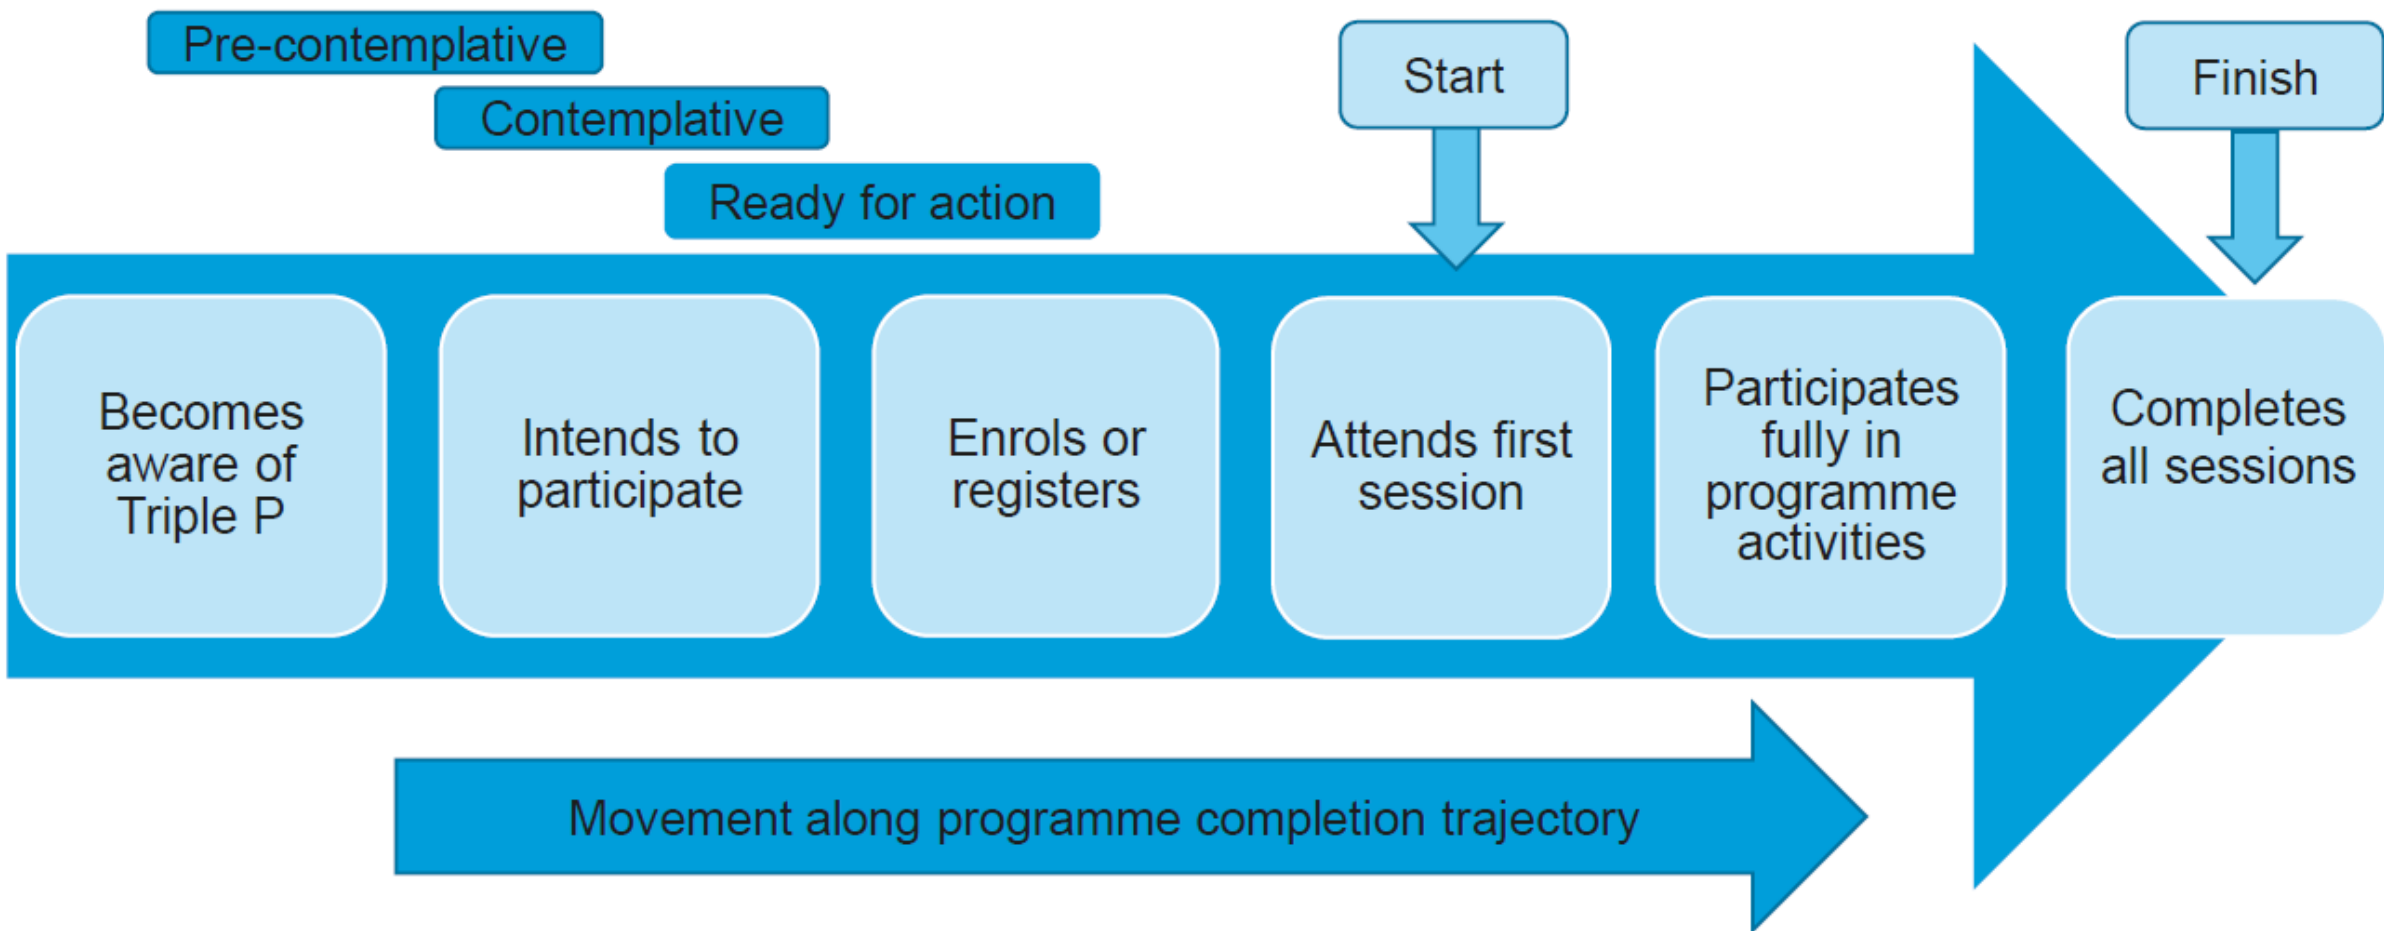 Pre-contemplative
Contemplative
Ready for action
Start
Finish
Becomes
aware of
Triple P
Intends to
participate
Enrols or
registers
Attends first
session
Participates
fully in
programme
activities
Completes
all sessions
Movement along programme completion trajectory